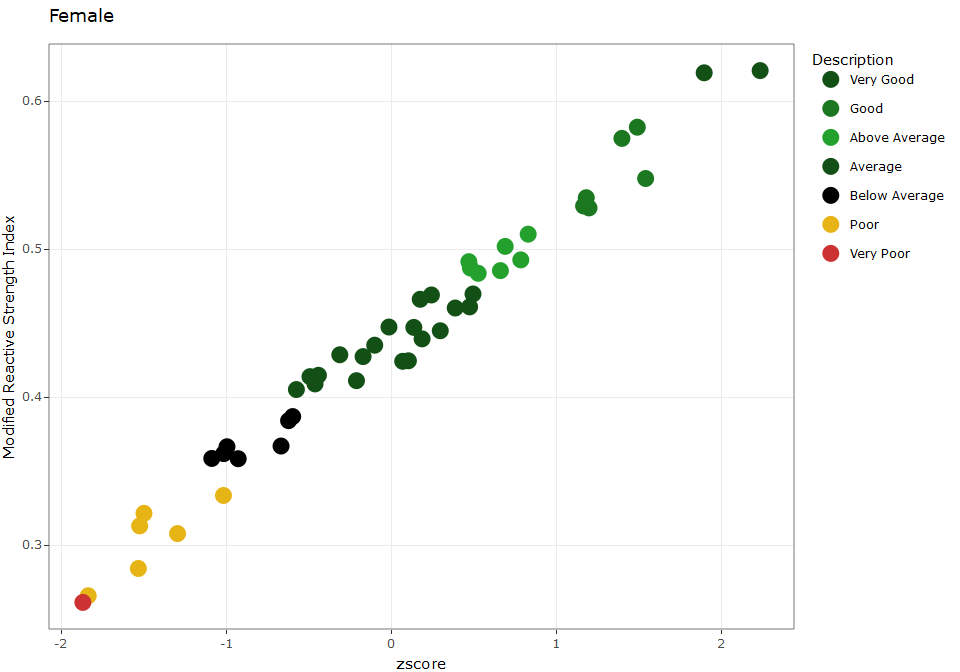 Female
Modified Reactive Strength Index
0.6
0.5
0.4
0.3
-2
-1
0
1
2
zscore
Description
Very Good
Good
Above Average
Average
Below Average
Poor
Very Poor